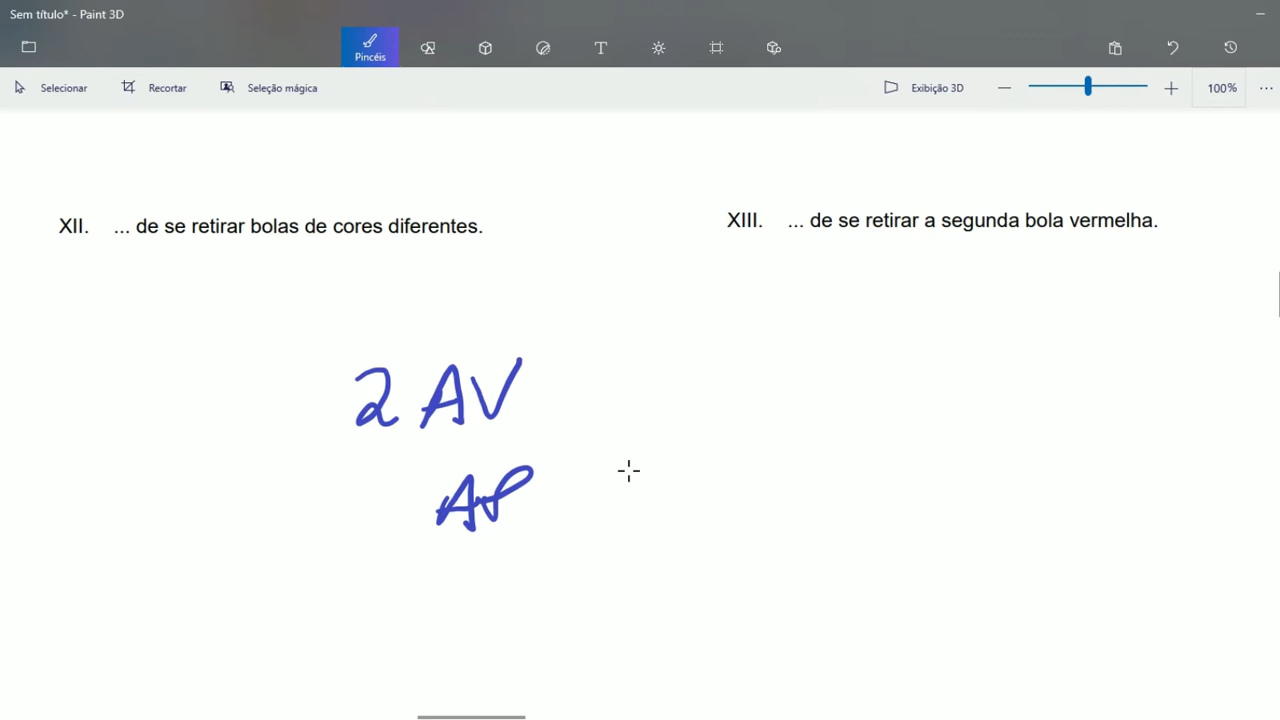 Sem título* - Paint 3D
Pincéis
Selecionar
Recortar
Seleção mágica
Exibição 3D
100%
XII. ... de se retirar bolas de cores diferentes.
XIII. ... de se retirar a segunda bola vermelha.
2 AV
AP